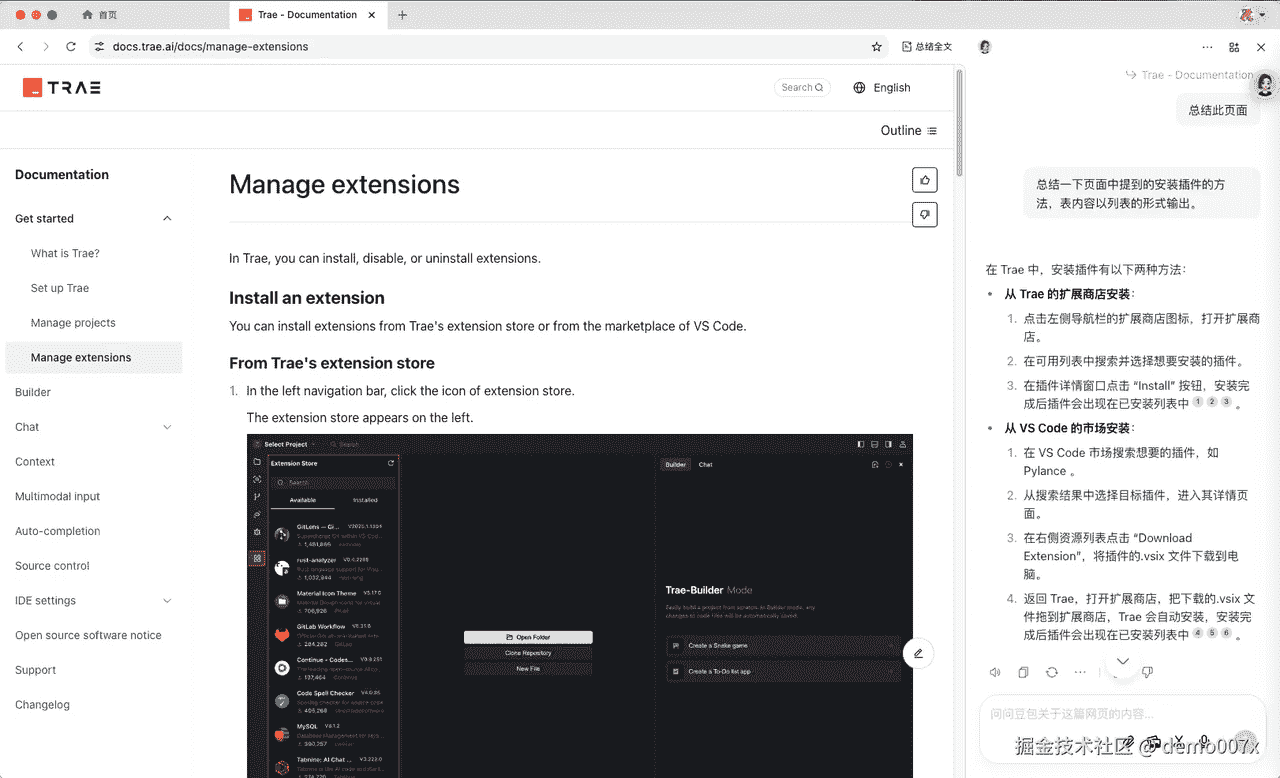 首页
Trae - Documentation
docs.trae.ai/docs/manage-extensions
总结全文
TRAE
Search
English
Outline
Documentation
Get started
What is Trae?
Set up Trae
Manage projects
Manage extensions
Builder
Chat
Context
Multimodal input
Auto-completion
Source control
IDE settings
Open source software notice
Support
Changelog
Manage extensions
In Trae, you can install, disable, or uninstall extensions.
Install an extension
You can install extensions from Trae's extension store or from the marketplace of VS Code.
From Trae's extension store
1. In the left navigation bar, click the icon of extension store.
The extension store appears on the left.
Select Project
Search
Extension Store
Search
Available Installed
GitLens — Gi...
rust-analyzer
Material Icon Theme
GitLab Workflow
Continue - Codes...
Code Spell Checker
MySQL
Tabnine: AI Chat ...
Open Folder
Clone Repository
New File
Builder Chat
Trae-Builder Mode
Create a Snake game
Create a To-Do list app
Trae - Documentation
总结此页面
总结一下页面中提到的安装插件的方
法，表内容以列表的形式输出。
在 Trae 中，安装插件有以下两种方法：
从 Trae 的扩展商店安装：
1. 点击左侧导航栏的扩展商店图标，打开扩展商
店。
2. 在可用列表中搜索并选择想要安装的插件。
3. 在插件详情窗口点击 “Install” 按钮，安装完
成后插件会出现在已安装列表中 1 2 3 。
从 VS Code 的市场安装：
1. 在 VS Code 市场搜索想要的插件，如
Pylance 。
2. 从搜索结果中选择目标插件，进入其详情页
面。
3. 在右侧资源列表点击 “Download
Extension”，将插件的.vsix 文件下载到电
脑。
4. 回到 Trae，打开扩展商店，把下载的.vsix 文
件拖到扩展商店，Trae 会自动安装，安装完
成后插件会出现在已安装列表中
问问豆包关于这篇网页的内容...
掘金技术社区 @